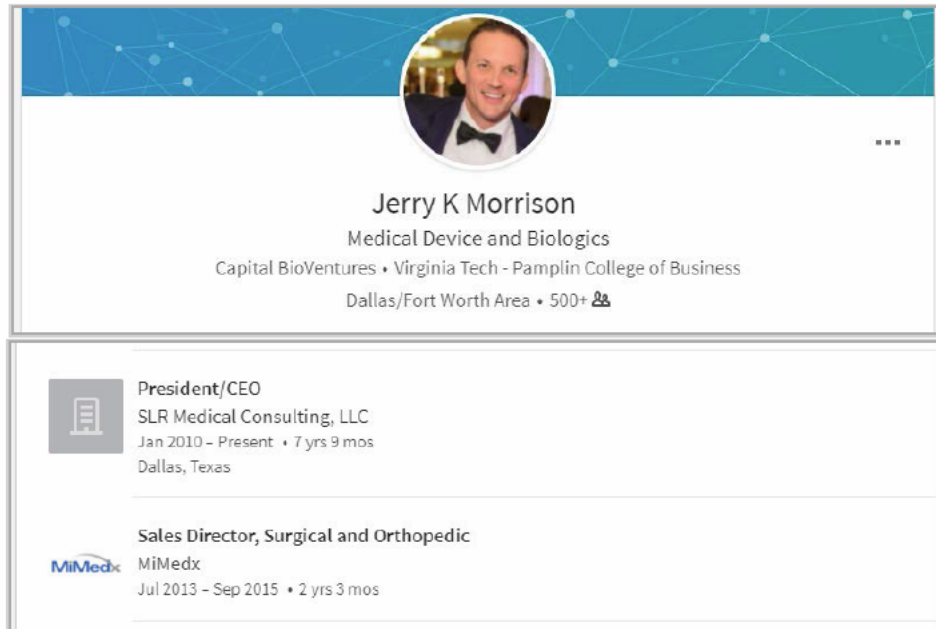 Jerry K Morrison
Medical Device and Biologics
Capital BioVentures • Virginia Tech - Pamplin College of Business
Dallas/Fort Worth Area • 500+
President/CEO
SLR Medical Consulting, LLC
Jan 2010 – Present • 7 yrs 9 mos
Dallas, Texas
Sales Director, Surgical and Orthopedic
MiMedx
MiMedx
Jul 2013 – Sep 2015 • 2 yrs 3 mos